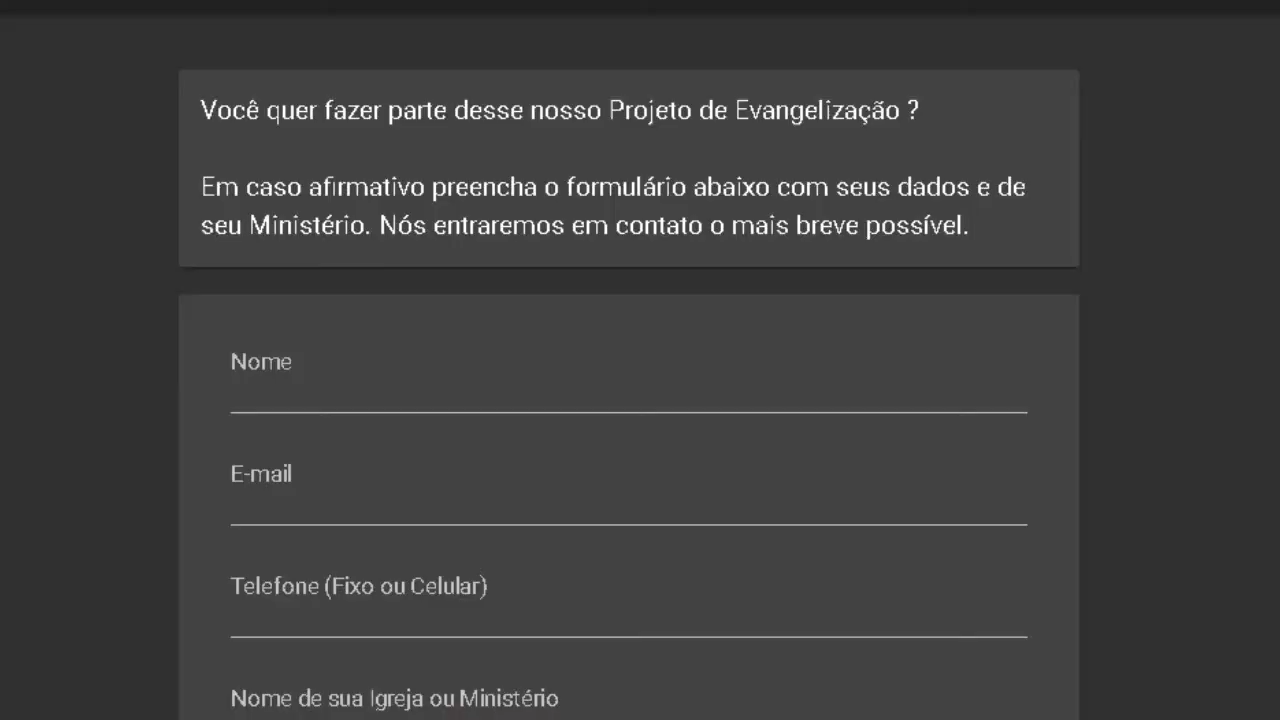 Você quer fazer parte desse nosso Projeto de Evangelização ?
Em caso afirmativo preencha o formulário abaixo com seus dados e de
seu Ministério. Nós entraremos em contato o mais breve possível.
Nome
E-mail
Telefone (Fixo ou Celular)
Nome de sua Igreja ou Ministério